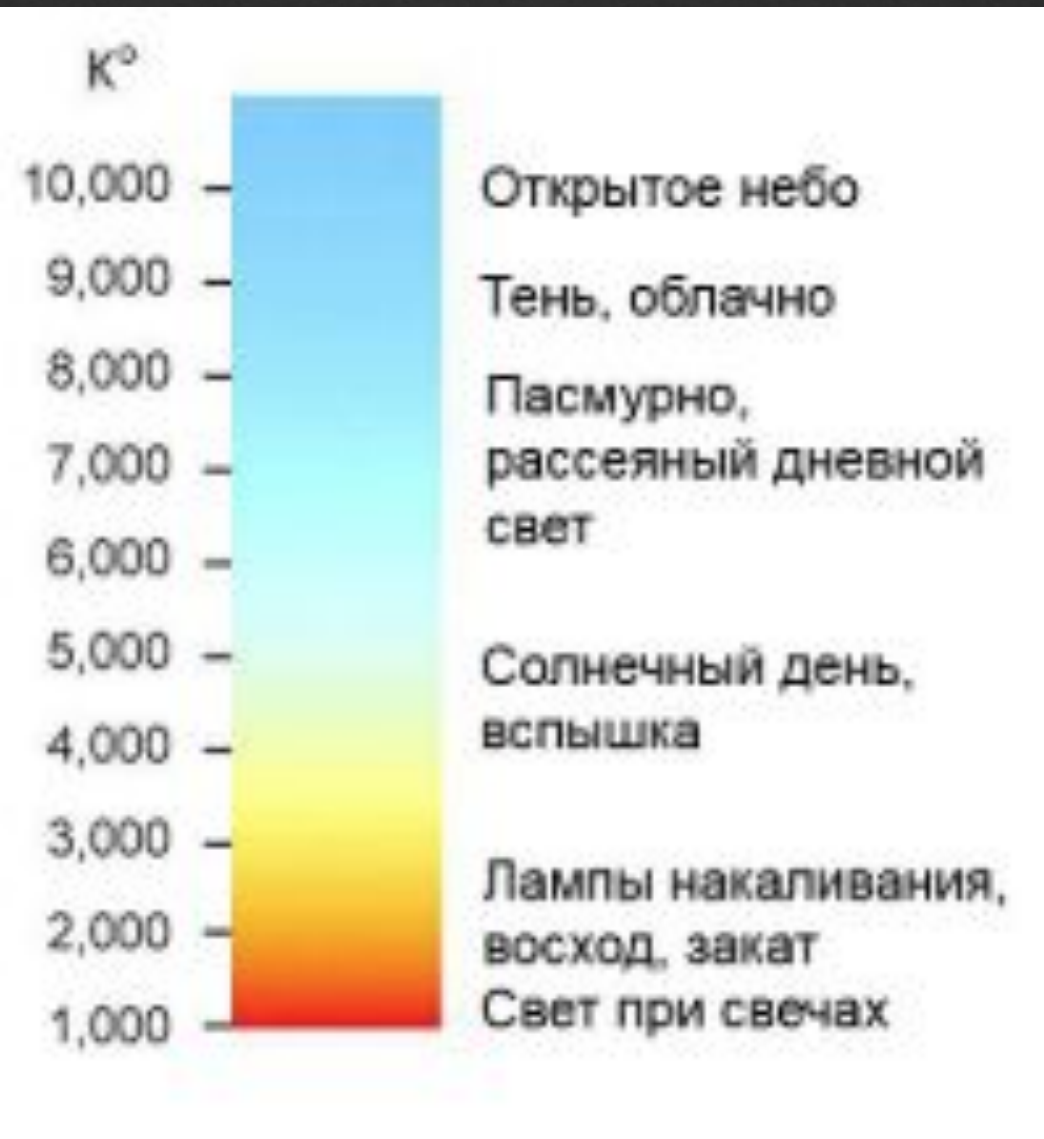 K°
10,000 Открытое небо
9,000 Тень, облачно
8,000 Пасмурно,
7,000 рассеяный дневной
свет
6,000
5,000 Солнечный день,
4,000 вспышка
3,000
Лампы накаливания,
2,000 восход, закат
1,000 Свет при свечах